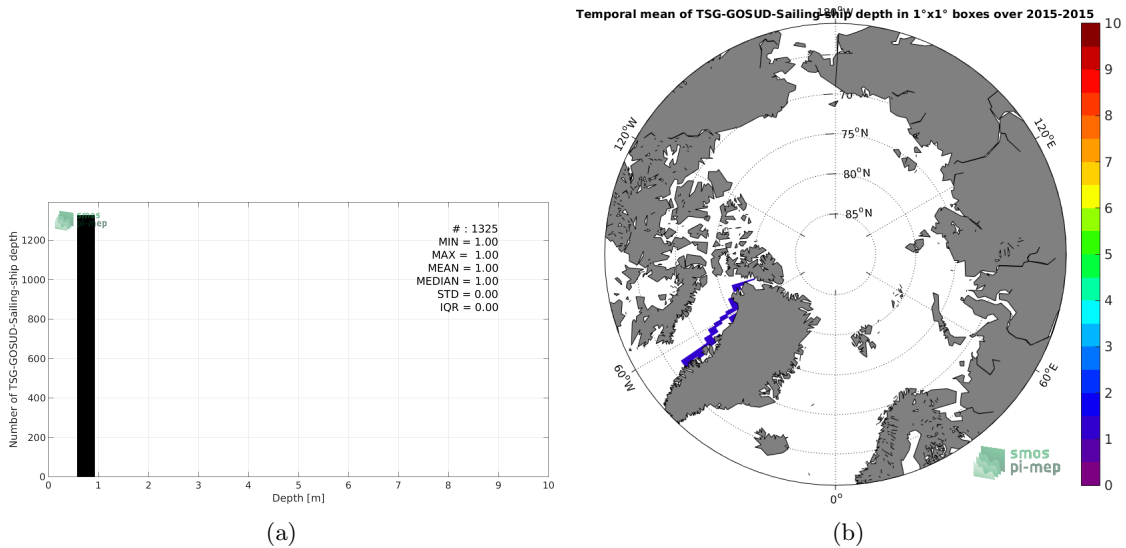 smos
pi-mep
# : 1325
MIN = 1.00
MAX = 1.00
MEAN = 1.00
MEDIAN = 1.00
STD = 0.00
IQR = 0.00
Number of TSG-GOSUD-Sailing-ship depth
1200
1000
800
600
400
200
0
0 1 2 3 4 5 6 7 8 9 10
Depth [m]
(a)
Temporal mean of TSG-GOSUD-Sailing-ship depth in 1°x1° boxes over 2015-2015
180°W
120°W
120°E
60°W
60°E
0°
70
75°N
80°N
85°N
10
9
8
7
6
5
4
3
2
1
0
smos
pi-mep
(b)